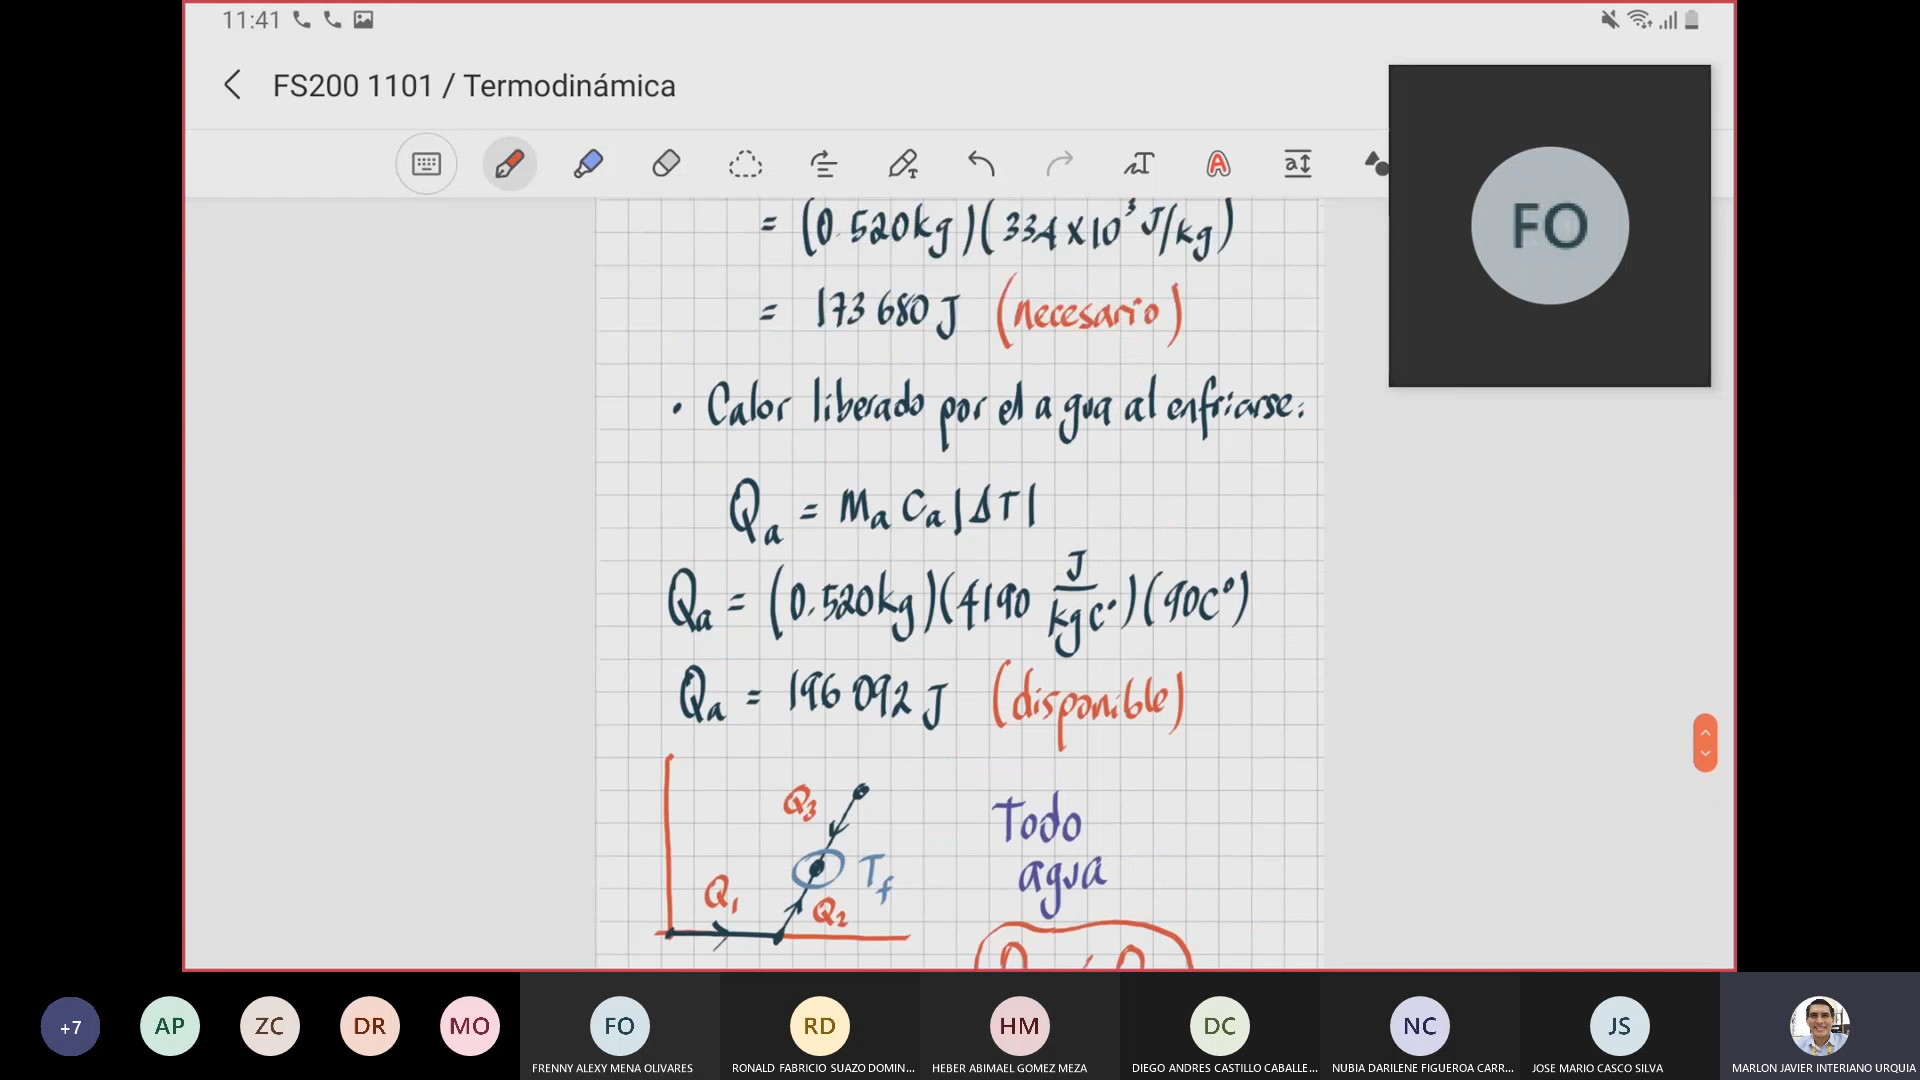 11:41
FS200 1101 / Termodinámica
= (0.520kg)(334x10³ J/kg)
= 173 680 J (necesario)
• Calor liberado por el agua al enfriarse:
Qa = Ma Ca |ΔT|
Qa = (0.520kg)(4190 J/kg C°)(90C°)
Qa = 196 092 J (disponible)
Q3
Todo
Tf
agua
Q1
Q2
FO
+7
AP
ZC
DR
MO
FO
RD
HM
DC
NC
JS
FRENNY ALEXY MENA OLIVARES
RONALD FABRICIO SUAZO DOMIN...
HEBER ABIMAEL GOMEZ MEZA
DIEGO ANDRES CASTILLO CABALLE...
NUBIA DARILENE FIGUEROA CARR...
JOSE MARIO CASCO SILVA
MARLON JAVIER INTERIANO URQUIA